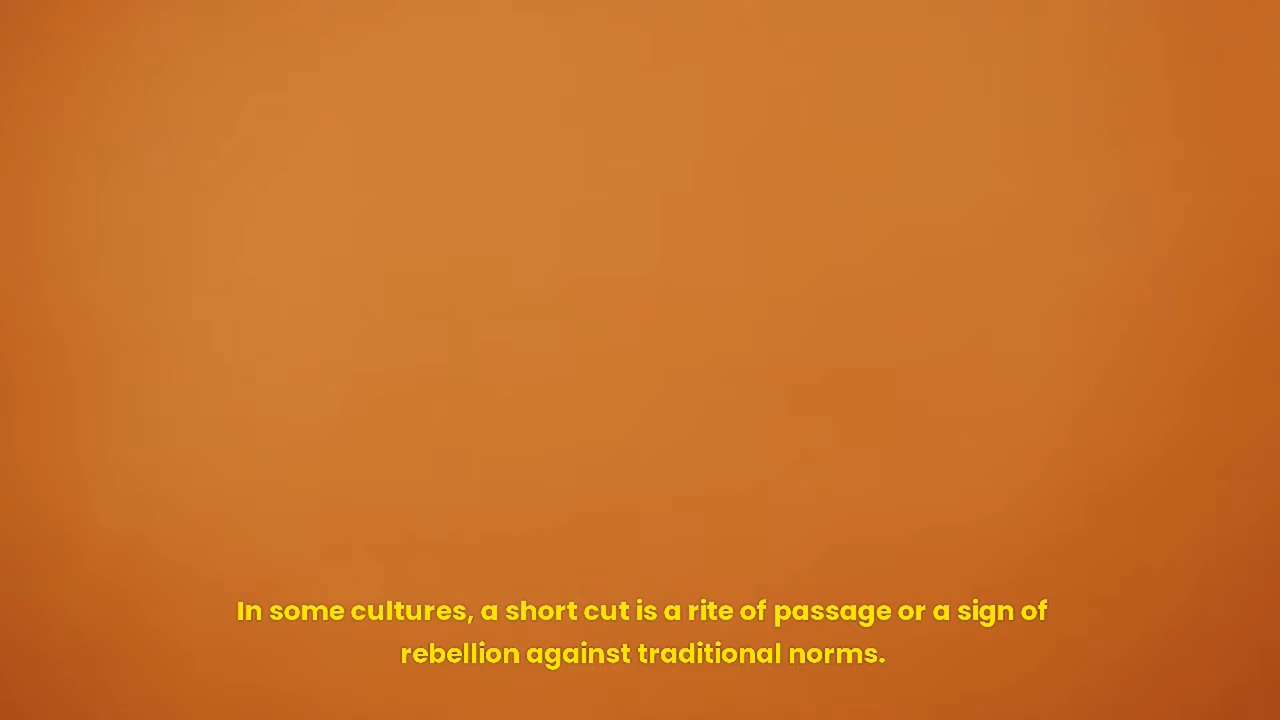 In some cultures, a short cut is a rite of passage or a sign of
rebellion against traditional norms.